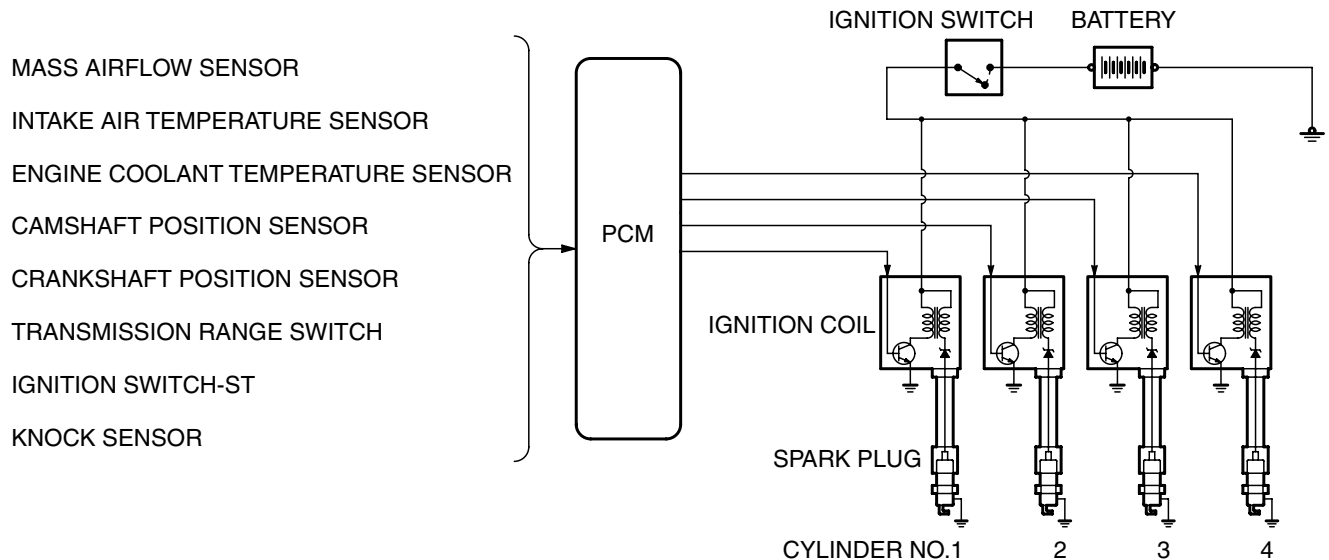 IGNITION SWITCH
BATTERY
MASS AIRFLOW SENSOR
INTAKE AIR TEMPERATURE SENSOR
ENGINE COOLANT TEMPERATURE SENSOR
CAMSHAFT POSITION SENSOR
CRANKSHAFT POSITION SENSOR
TRANSMISSION RANGE SWITCH
IGNITION SWITCH-ST
KNOCK SENSOR
PCM
IGNITION COIL
SPARK PLUG
CYLINDER NO.1 2 3 4